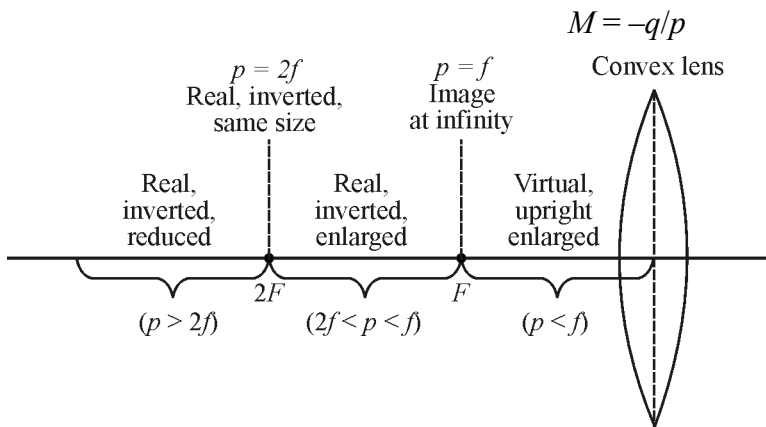 M = –q/p
Convex lens
p = 2f
Real, inverted,
same size
p = f
Image
at infinity
Real,
inverted,
reduced
Real,
inverted,
enlarged
Virtual,
upright
enlarged
2F
F
(p > 2f)
(2f < p < f)
(p < f)